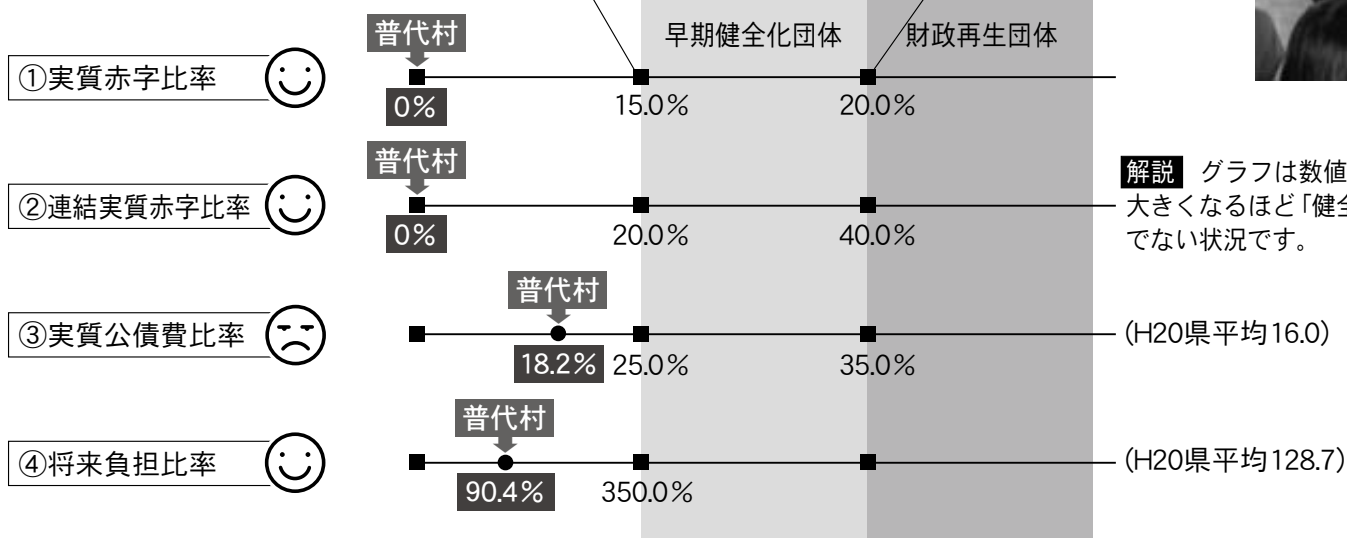 早期健全化団体
財政再生団体
①実質赤字比率
普代村
0%
15.0%
20.0%
②連結実質赤字比率
普代村
0%
20.0%
40.0%
解説 グラフは数値
大きくなるほど「健全
でない状況です。
③実質公債費比率
普代村
18.2%
25.0%
35.0%
(H20県平均16.0)
④将来負担比率
普代村
90.4%
350.0%
(H20県平均128.7)